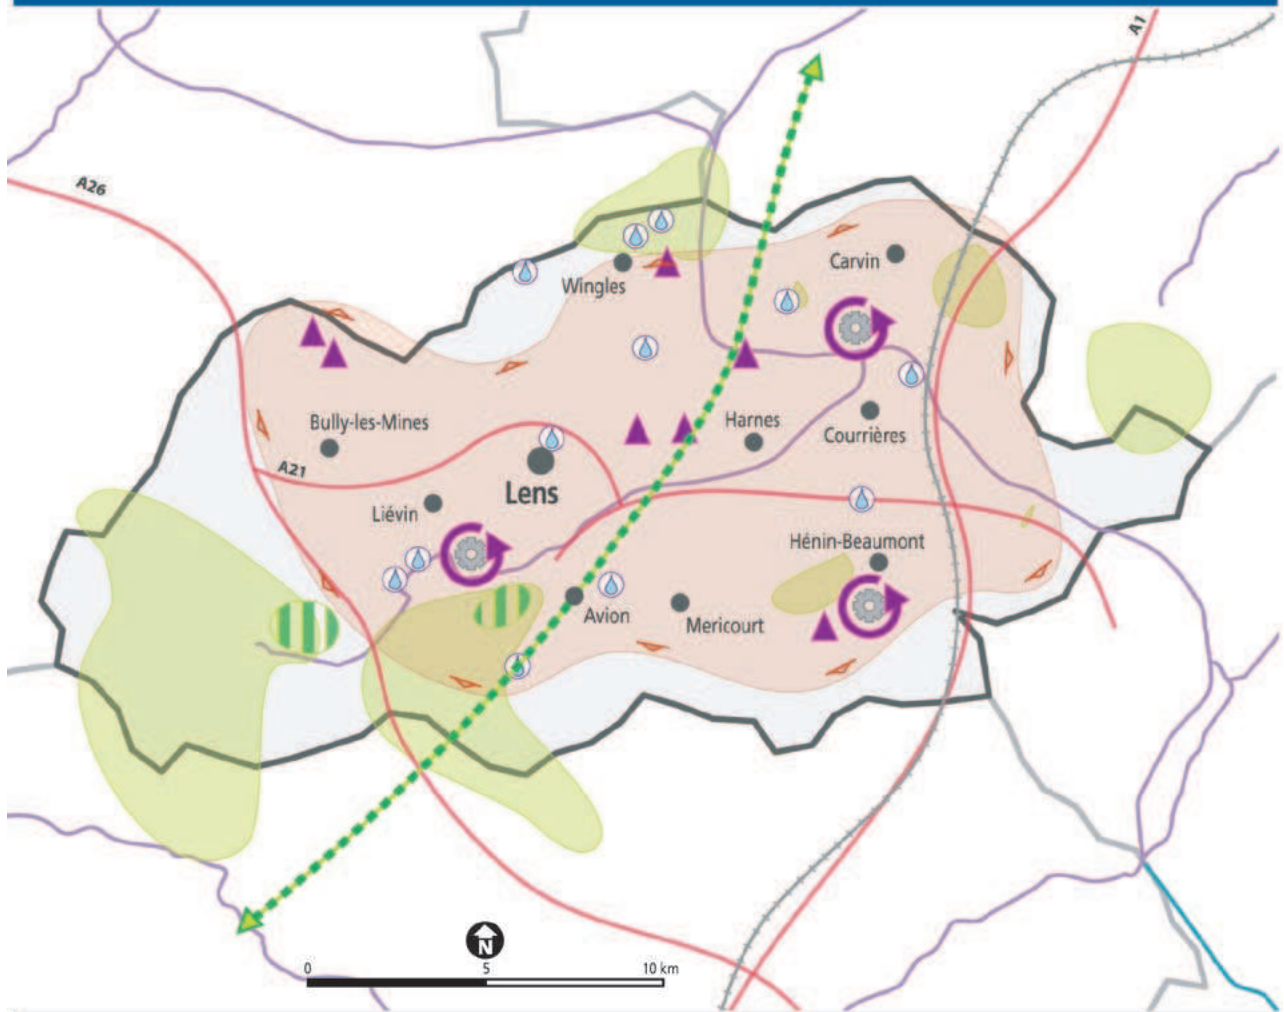 A1
A26
Carvin
Wingles
Bully-les-Mines
Harnes
Courrières
A21
Lens
Liévin
Hénin-Beaumont
Avion
Mericourt
N
0 5 10 km